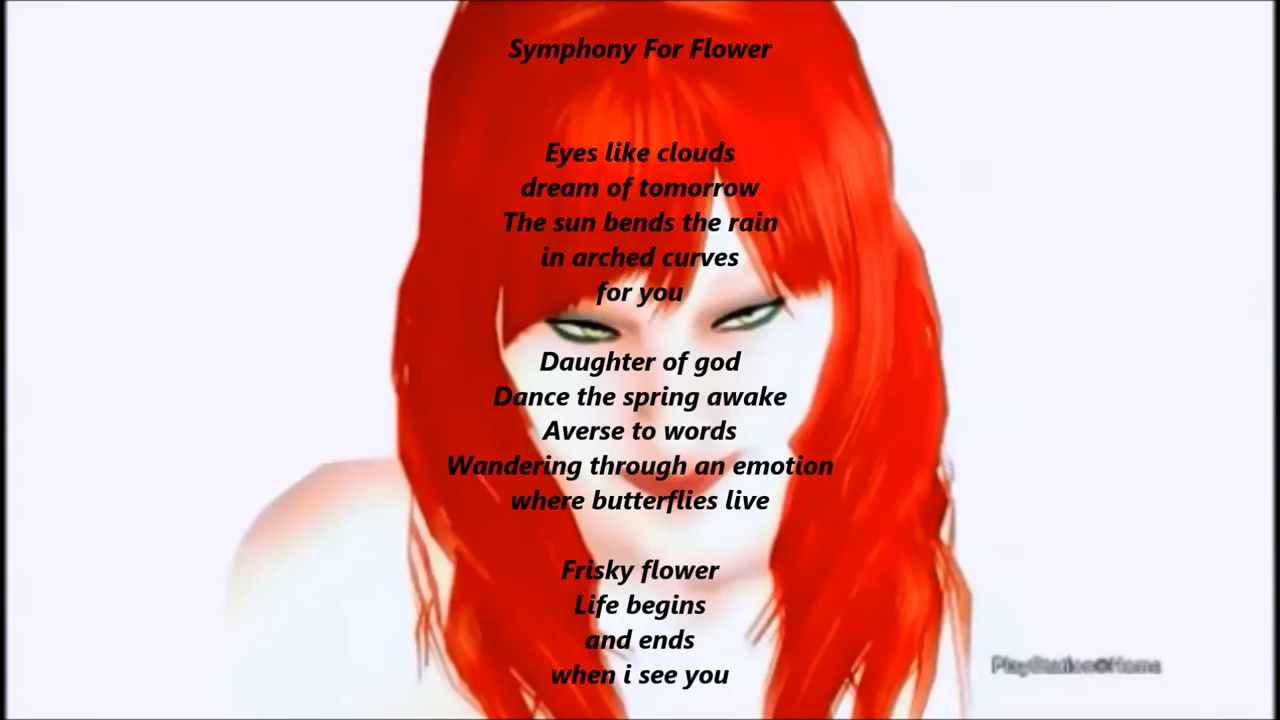 Symphony For Flower
Eyes like clouds
dream of tomorrow
The sun bends the rain
in arched curves
for you
Daughter of god
Dance the spring awake
Averse to words
Wandering through an emotion
where butterflies live
Frisky flower
Life begins
and ends
when i see you
PlayStation®Home